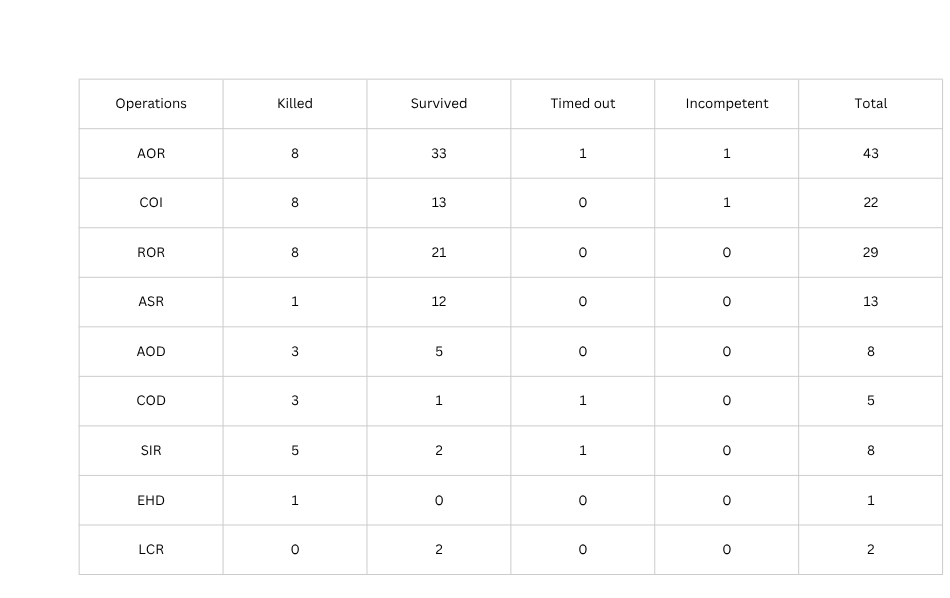 Operations Killed Survived Timed out Incompetent Total
AOR 8 33 1 1 43
COI 8 13 0 1 22
ROR 8 21 0 0 29
ASR 1 12 0 0 13
AOD 3 5 0 0 8
COD 3 1 1 0 5
SIR 5 2 1 0 8
EHD 1 0 0 0 1
LCR 0 2 0 0 2